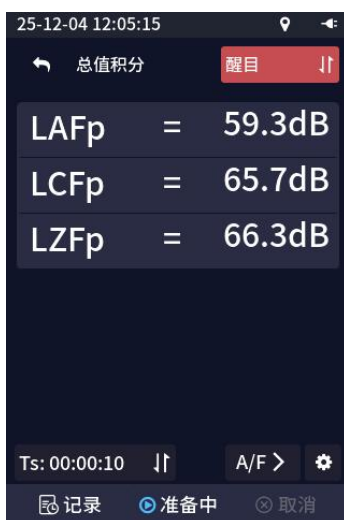 25-12-04 12:05:15
总值积分 醒目
LAFp = 59.3dB
LCFp = 65.7dB
LZFp = 66.3dB
Ts: 00:00:10 A/F
记录 准备中 取消